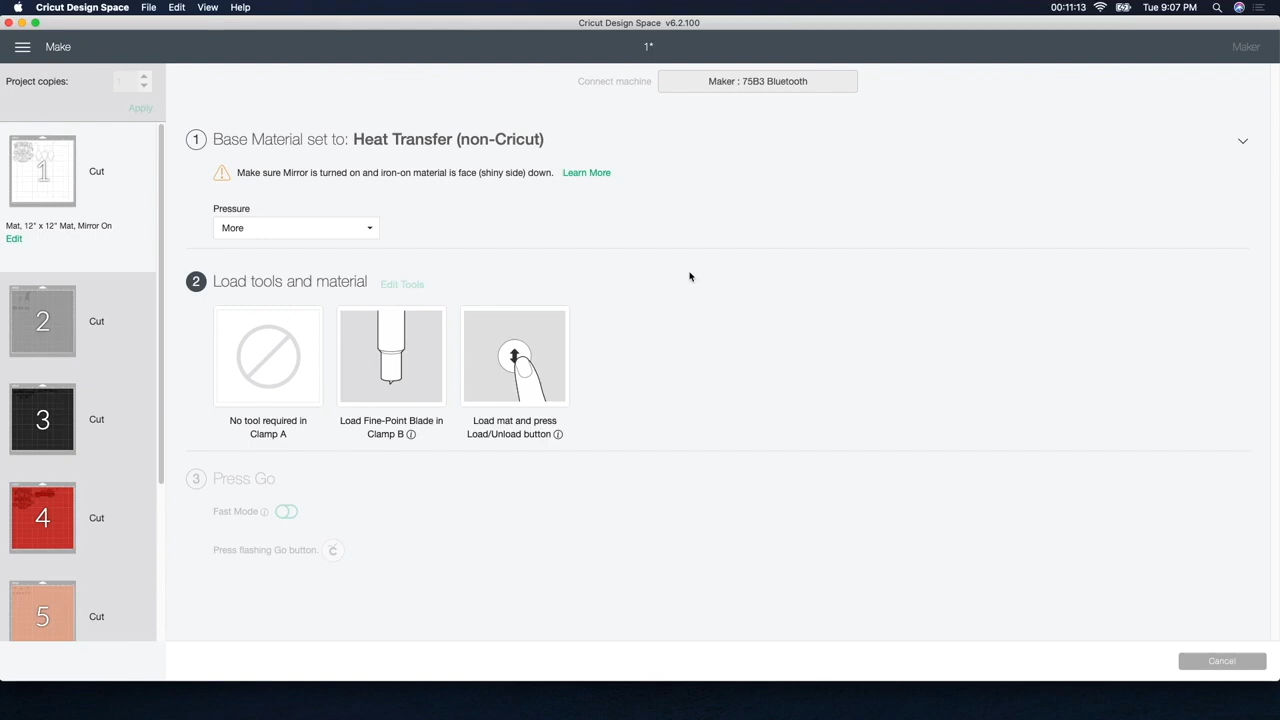 Cricut Design Space File Edit View Help 00:11:13 Tue 9:07 PM
Cricut Design Space v6.2.100
Make 1* Maker
Project copies: 1
Apply
Connect machine Maker : 75B3 Bluetooth
1 Base Material set to: Heat Transfer (non-Cricut)
Make sure Mirror is turned on and iron-on material is face (shiny side) down. Learn More
Pressure
More
1 Cut
Mat, 12" x 12" Mat, Mirror On
Edit
2 Cut
3 Cut
4 Cut
5 Cut
2 Load tools and material Edit Tools
No tool required in
Clamp A
Load Fine-Point Blade in
Clamp B
Load mat and press
Load/Unload button
3 Press Go
Fast Mode
Press flashing Go button.
Cancel